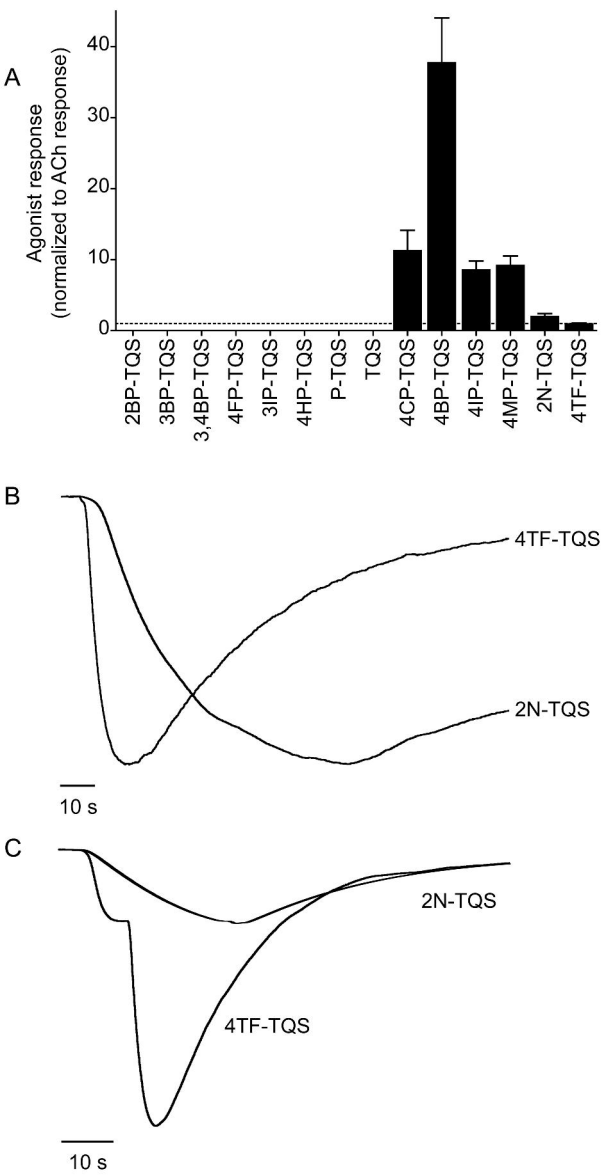 A
Agonist response
(normalized to ACh response)
40
30
20
10
0
2BP-TQS
3BP-TQS
3,4BP-TQS
4FP-TQS
3IP-TQS
4HP-TQS
P-TQS
TQS
4CP-TQS
4BP-TQS
4IP-TQS
4MP-TQS
2N-TQS
4TF-TQS
B
4TF-TQS
2N-TQS
10 s
C
2N-TQS
4TF-TQS
10 s